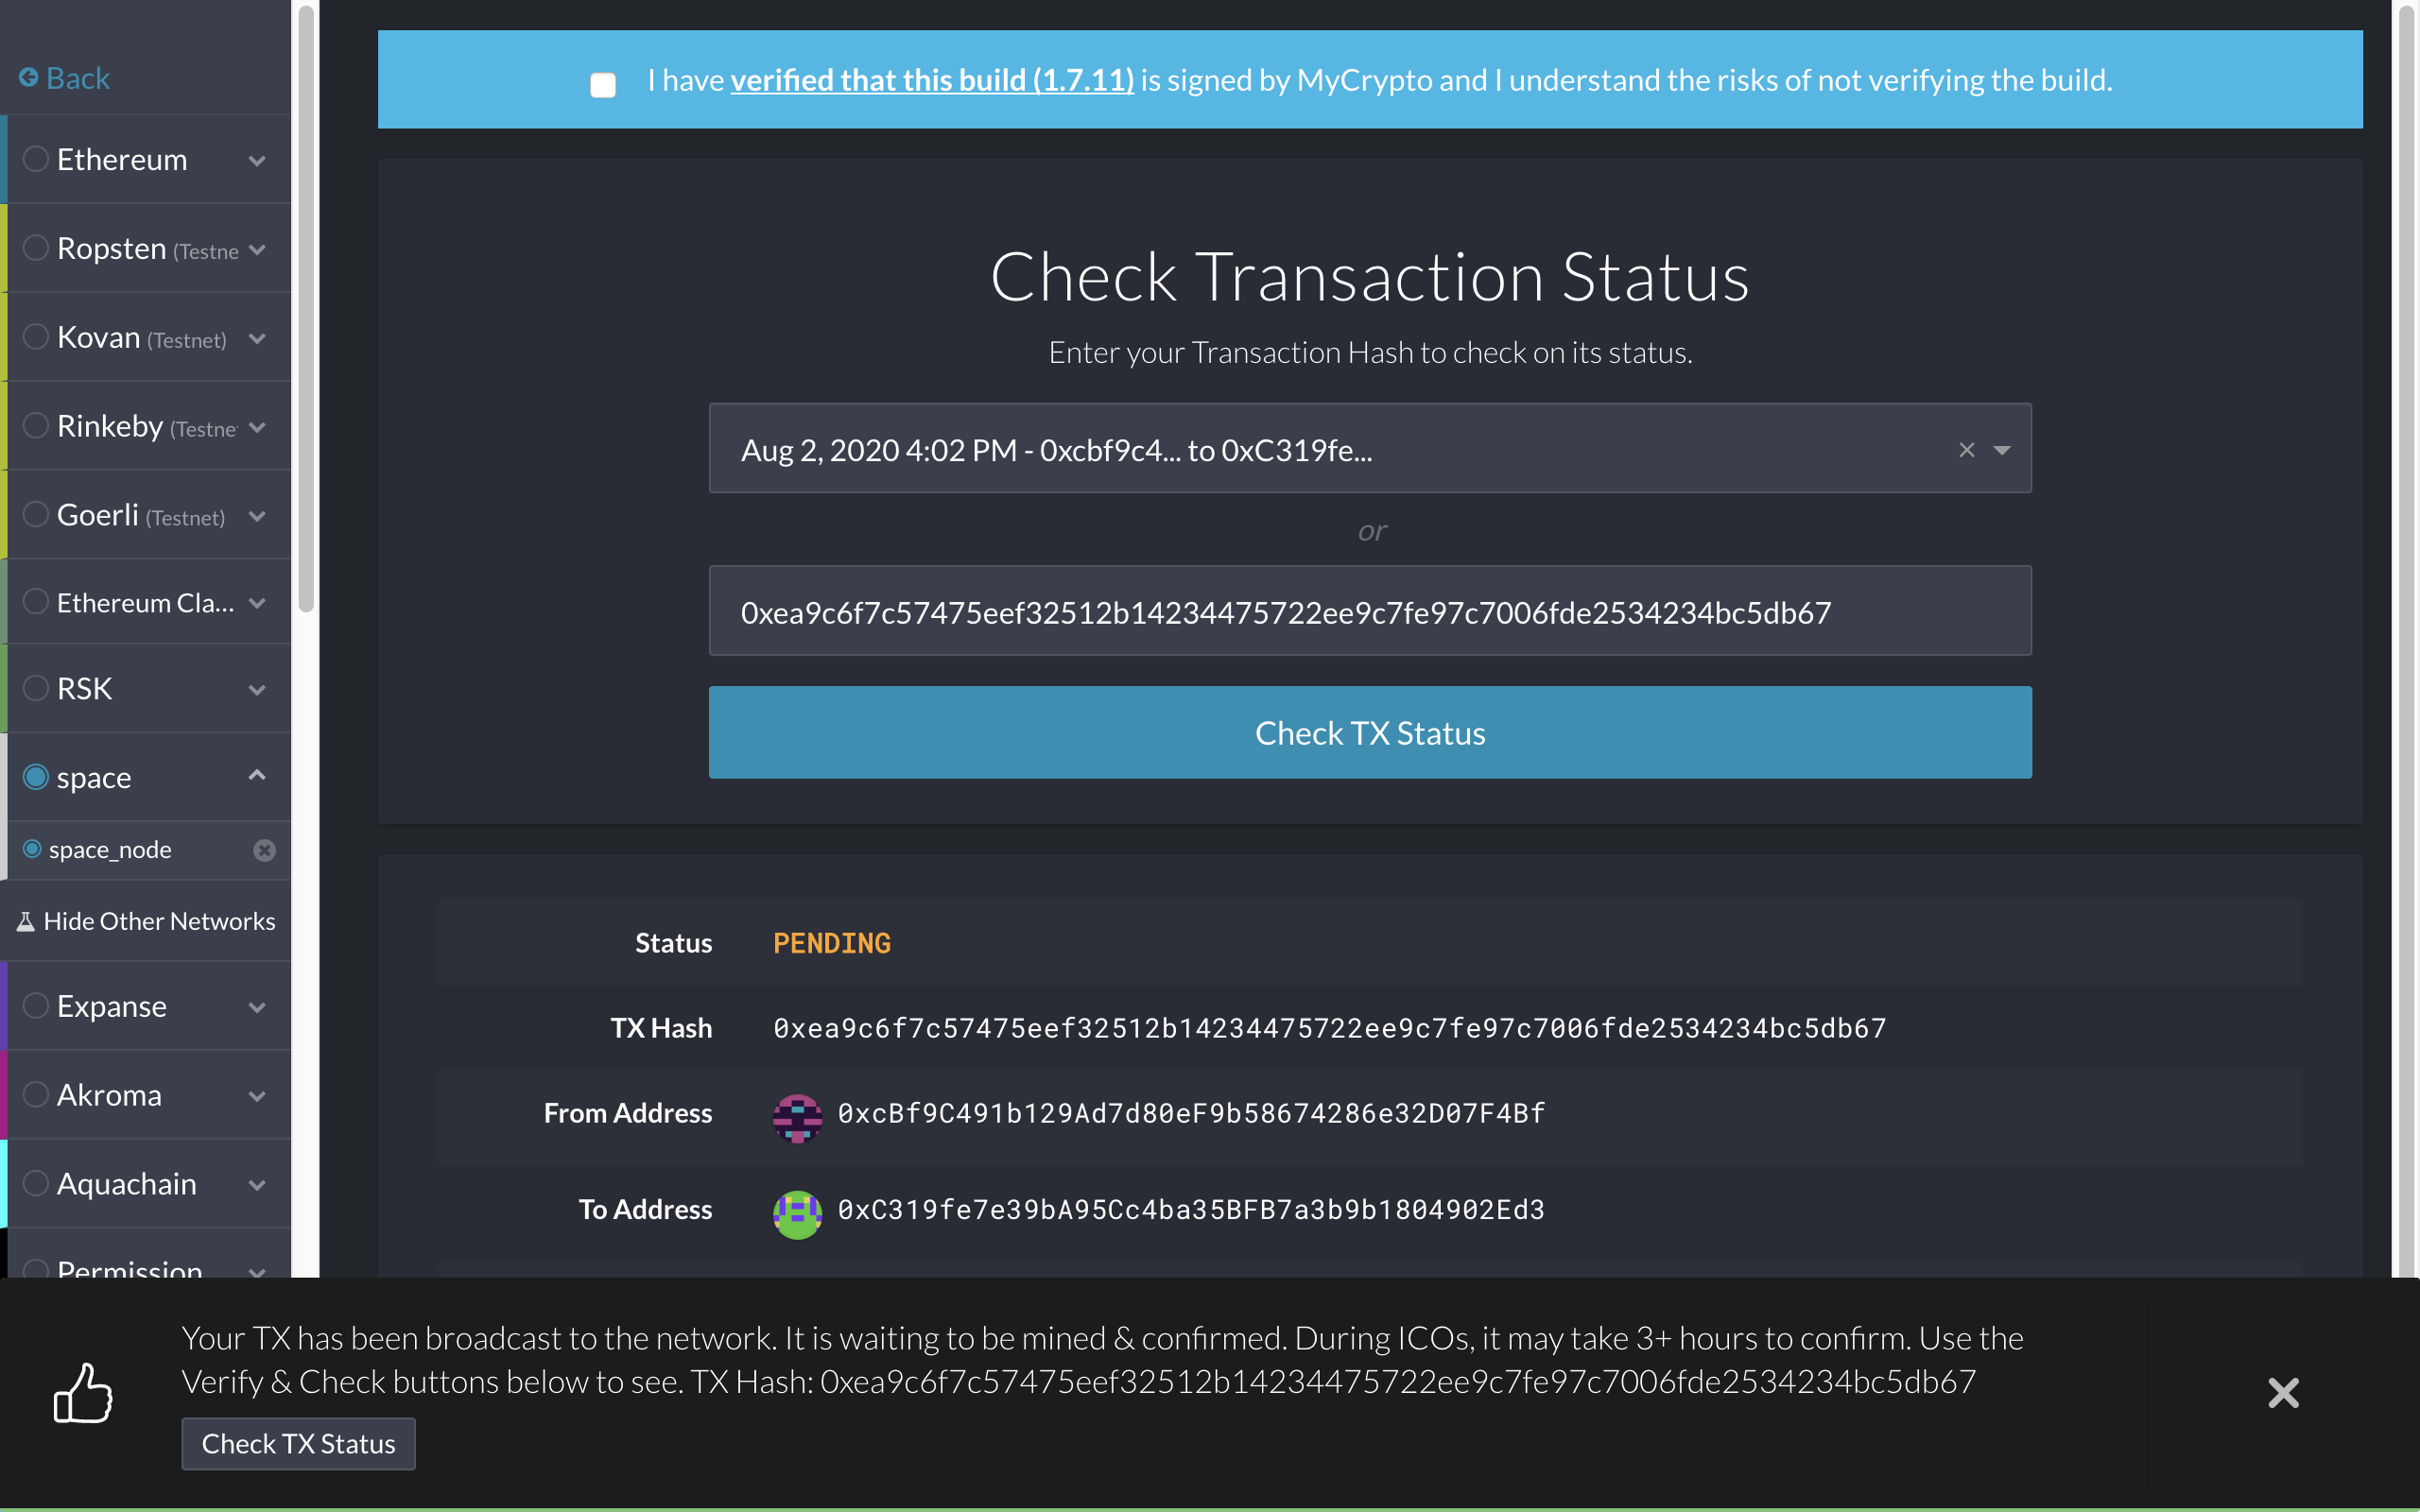 Back
Ethereum
Ropsten (Testne
Kovan (Testnet)
Rinkeby (Testne
Goerli (Testnet)
Ethereum Cla...
RSK
space
space_node
Hide Other Networks
Expanse
Akroma
Aquachain
Permission
I have verified that this build (1.7.11) is signed by MyCrypto and I understand the risks of not verifying the build.
Check Transaction Status
Enter your Transaction Hash to check on its status.
Aug 2, 2020 4:02 PM - 0xcbf9c4... to 0xC319fe...
or
0xea9c6f7c57475eef32512b14234475722ee9c7fe97c7006fde2534234bc5db67
Check TX Status
Status PENDING
TX Hash 0xea9c6f7c57475eef32512b14234475722ee9c7fe97c7006fde2534234bc5db67
From Address 0xcBf9C491b129Ad7d80eF9b58674286e32D07F4Bf
To Address 0xC319fe7e39bA95Cc4ba35BFB7a3b9b1804902Ed3
Your TX has been broadcast to the network. It is waiting to be mined & confirmed. During ICOs, it may take 3+ hours to confirm. Use the
Verify & Check buttons below to see. TX Hash: 0xea9c6f7c57475eef32512b14234475722ee9c7fe97c7006fde2534234bc5db67
Check TX Status